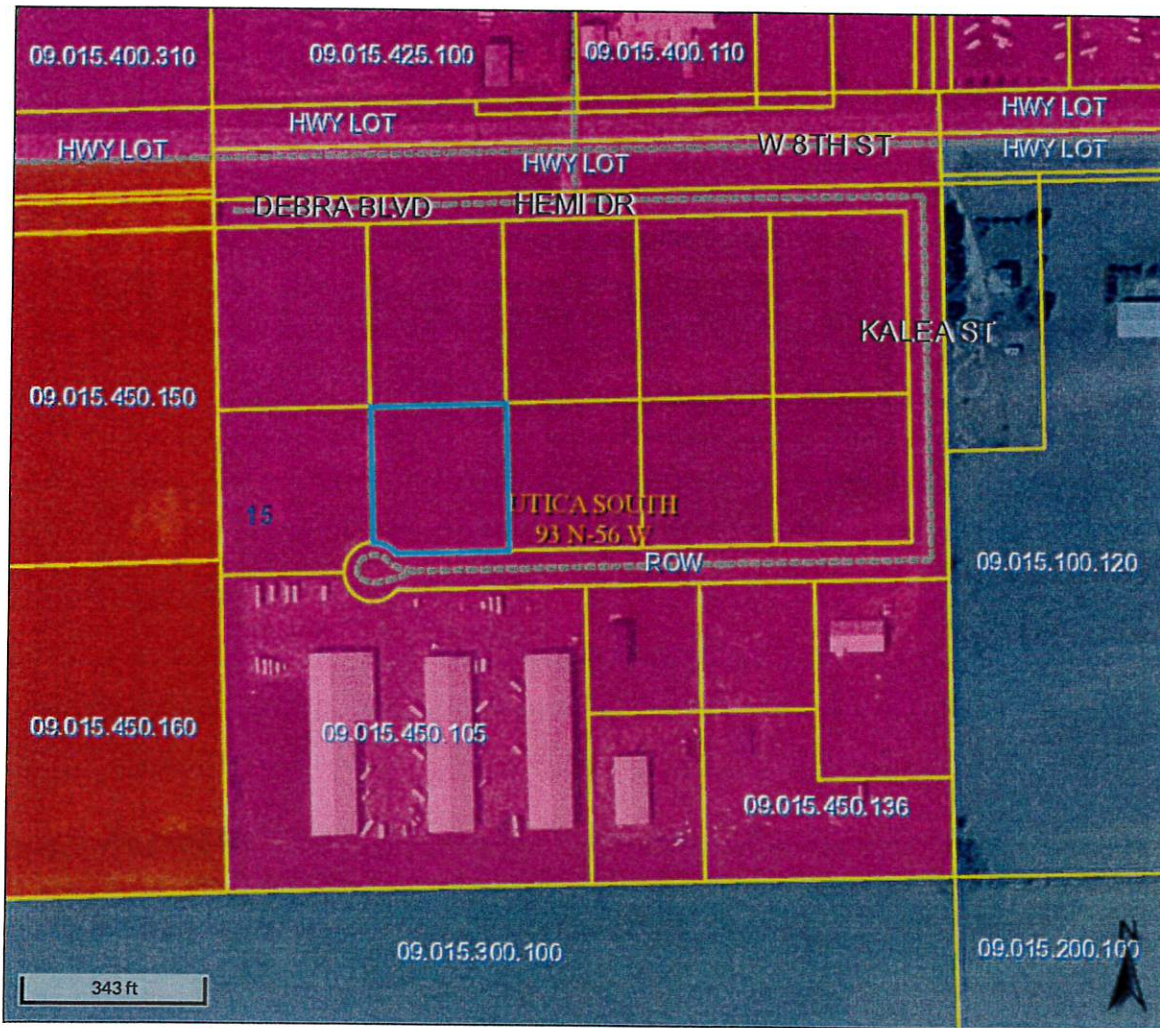 09.015.400.310
09.015.425.100
09.015.400.110
HWY LOT
HWY LOT
HWY LOT
HWY LOT
W 8TH ST
HWY LOT
HWY LOT
DEBRA BLVD
HEMI DR
KALEA ST
09.015.450.150
15
UTICA SOUTH
93 N-56 W
ROW
09.015.100.120
09.015.450.160
09.015.450.105
09.015.450.136
09.015.300.100
09.015.200.100
N
343 ft